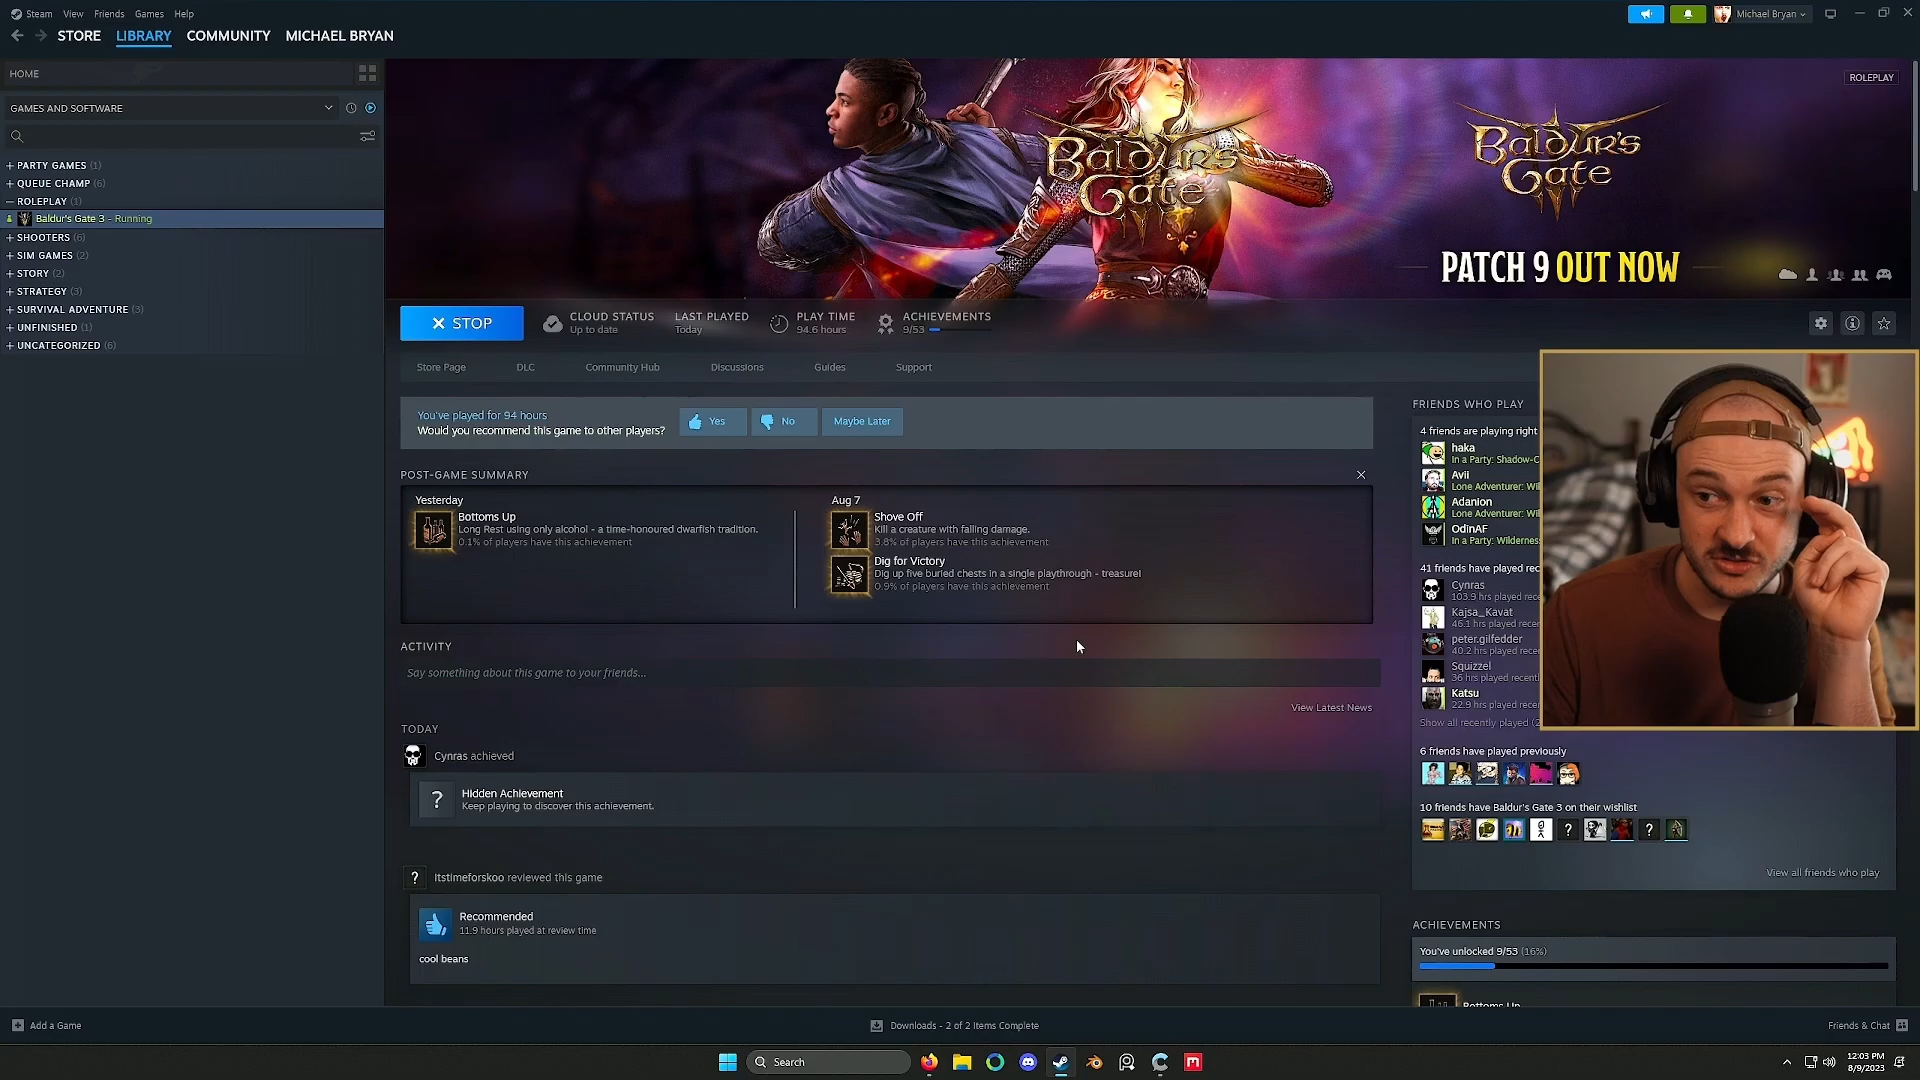 Steam View Friends Games Help
Michael Bryan
STORE LIBRARY COMMUNITY MICHAEL BRYAN
HOME
GAMES AND SOFTWARE
+ PARTY GAMES (1)
+ QUEUE CHAMP (6)
— ROLEPLAY (1)
Baldur's Gate 3 - Running
+ SHOOTERS (6)
+ SIM GAMES (2)
+ STORY (2)
+ STRATEGY (3)
+ SURVIVAL ADVENTURE (3)
+ UNFINISHED (1)
+ UNCATEGORIZED (6)
ROLEPLAY
Baldur's
Gate
Baldur's
Gate
PATCH 9 OUT NOW
STOP
CLOUD STATUS
Up to date
LAST PLAYED
Today
PLAY TIME
94.6 hours
ACHIEVEMENTS
9/53
Store Page DLC Community Hub Discussions Guides Support
You've played for 94 hours
Would you recommend this game to other players?
Yes No Maybe Later
POST-GAME SUMMARY
Yesterday
Bottoms Up
Long Rest using only alcohol - a time-honoured dwarfish tradition.
0.1% of players have this achievement
Aug 7
Shove Off
Kill a creature with falling damage.
3.8% of players have this achievement
Dig for Victory
Dig up five buried chests in a single playthrough - treasure!
0.9% of players have this achievement
ACTIVITY
Say something about this game to your friends...
View Latest News
TODAY
Cynras achieved
?
Hidden Achievement
Keep playing to discover this achievement.
? Itstimeforskoo reviewed this game
Recommended
11.9 hours played at review time
cool beans
FRIENDS WHO PLAY
4 friends are playing right
haka
In a Party: Shadow-C
Avii
Lone Adventurer: Wil
Adanion
Lone Adventurer: Wil
OdinAF
In a Party: Wildernes
41 friends have played rec
Cynras
103.9 hrs played rece
Kajsa_Kavat
46.1 hrs played recen
peter.gilfedder
40.2 hrs played rece
Squizzel
36 hrs played recentl
Katsu
22.9 hrs played rece
Show all recently played (
6 friends have played previously
10 friends have Baldur's Gate 3 on their wishlist
? ?
View all friends who play
ACHIEVEMENTS
You've unlocked 9/53 (16%)
Bottoms Up
Add a Game
Downloads - 2 of 2 Items Complete
Friends & Chat
Search
12:03 PM
8/9/2023